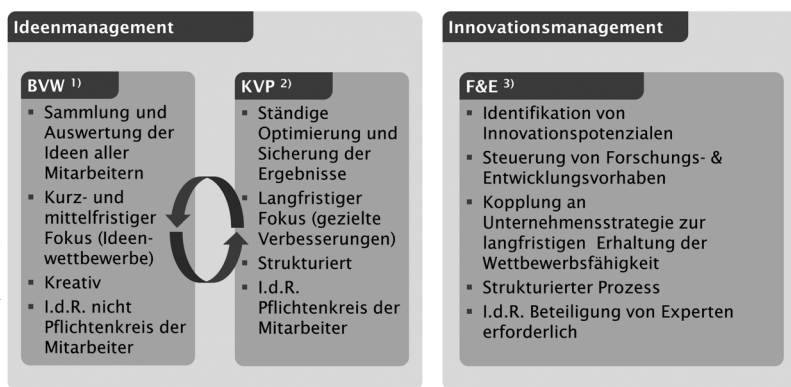 Ideenmanagement
BVW 1)
▪ Sammlung und
Auswertung der
Ideen aller
Mitarbeitern
▪ Kurz- und
mittelfristiger
Fokus (Ideen-
wettbewerbe)
▪ Kreativ
▪ I.d.R. nicht
Pflichtenkreis der
Mitarbeiter
KVP 2)
▪ Ständige
Optimierung und
Sicherung der
Ergebnisse
▪ Langfristiger
Fokus (gezielte
Verbesserungen)
▪ Strukturiert
▪ I.d.R.
Pflichtenkreis der
Mitarbeiter
Innovationsmanagement
F&E 3)
▪ Identifikation von
Innovationspotenzialen
▪ Steuerung von Forschungs- &
Entwicklungsvorhaben
▪ Kopplung an
Unternehmensstrategie zur
langfristigen Erhaltung der
Wettbewerbsfähigkeit
▪ Strukturierter Prozess
▪ I.d.R. Beteiligung von Experten
erforderlich